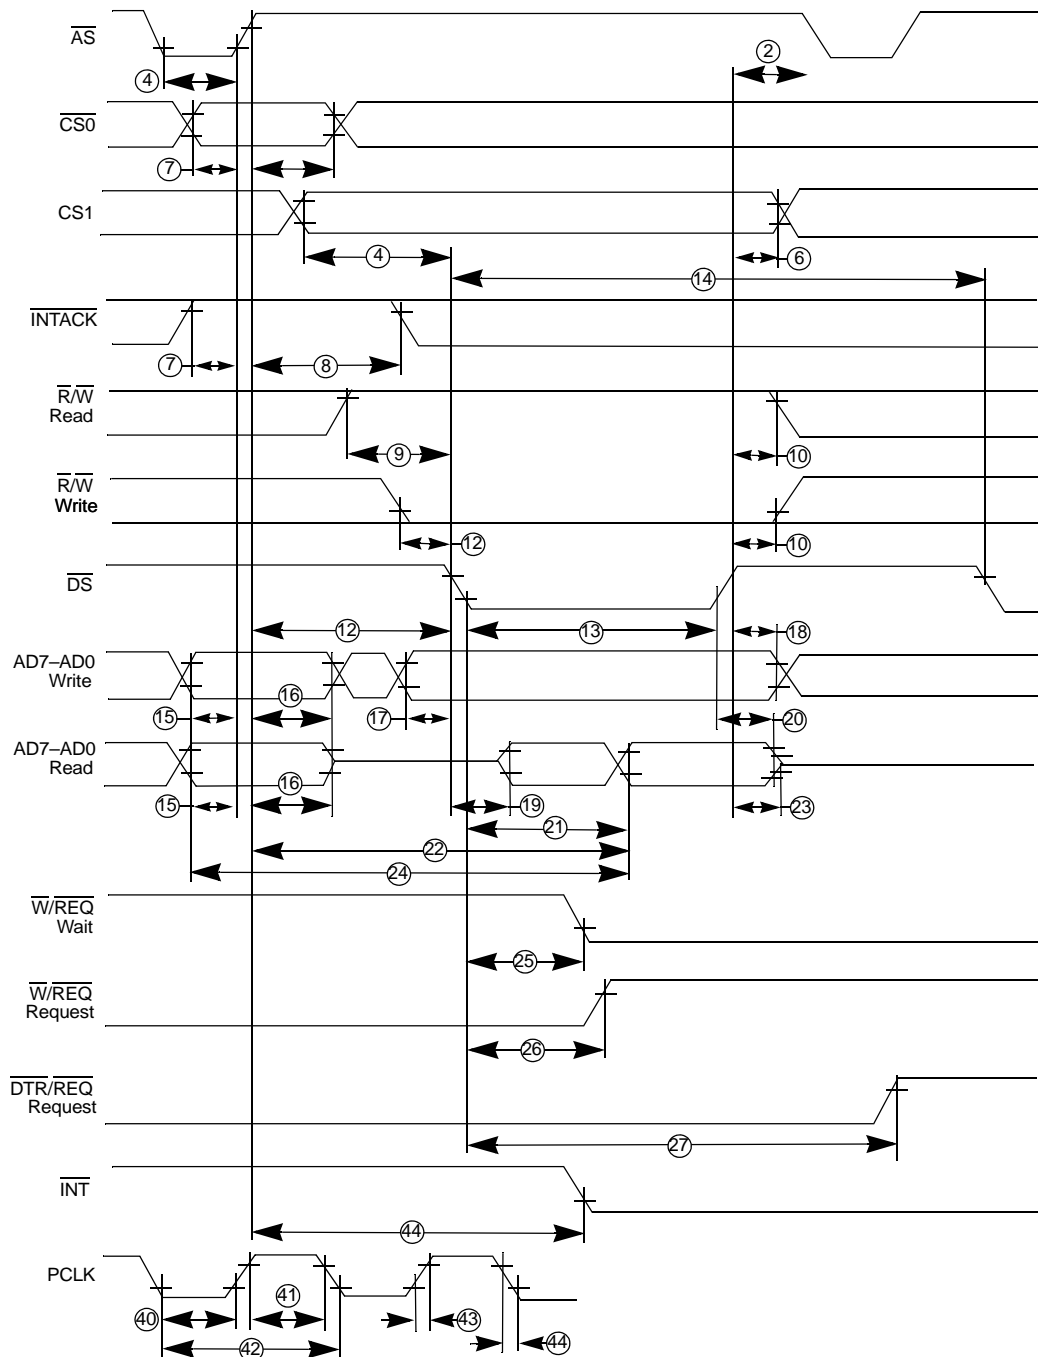 AS
2
4
CS0
7
CS1
4
6
14
INTACK
7
8
R/W
Read
9
10
R/W
Write
12
10
DS
12
13
18
AD7–AD0
Write
16
15
17
20
AD7–AD0
Read
16
15
19
23
21
22
24
W/REQ
Wait
25
W/REQ
Request
26
DTR/REQ
Request
27
INT
44
PCLK
41
40
43
42
44